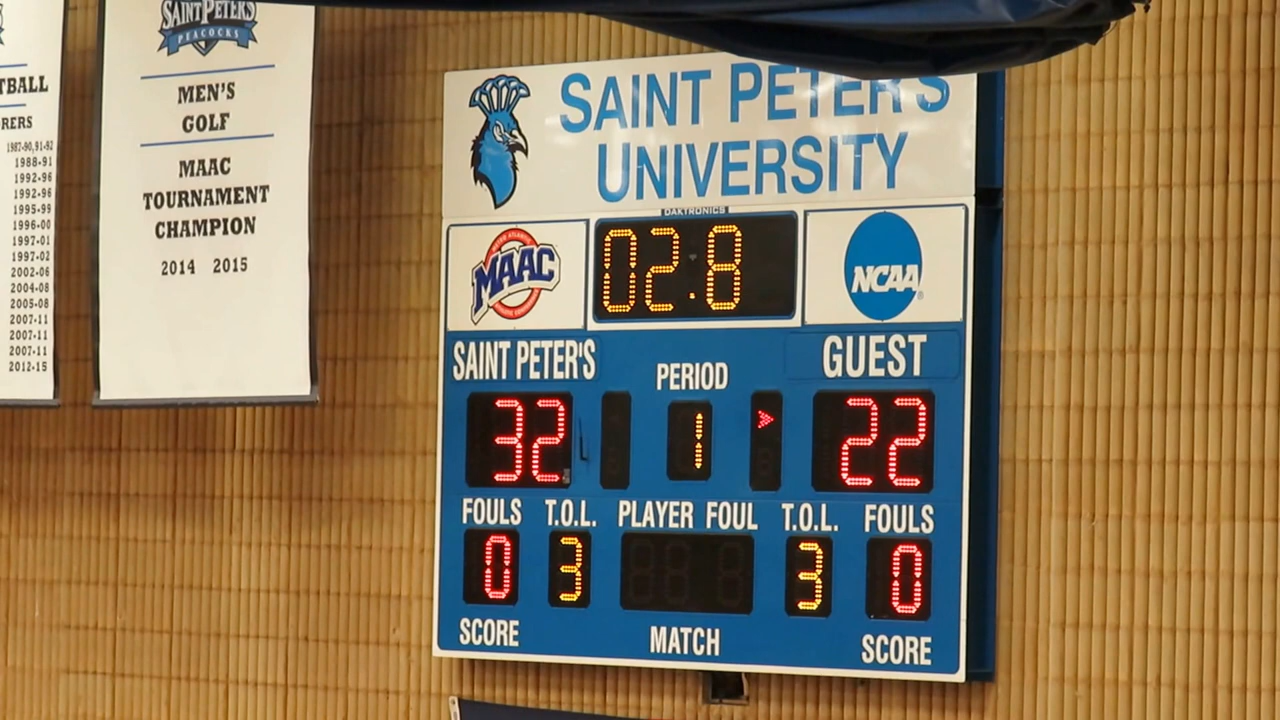 TBALL
RERS
1987-90,91-92
1988-91
1992-96
1992-96
1995-99
1996-00
1997-01
1997-02
2002-06
2004-08
2005-08
2007-11
2007-11
2007-11
2012-15
SAINT PETER'S
PEACOCKS
MEN'S
GOLF
MAAC
TOURNAMENT
CHAMPION
2014 2015
SAINT PETER'S
UNIVERSITY
DAKTRONICS
MAAC
02.8
NCAA
SAINT PETER'S
PERIOD
GUEST
32
1
22
FOULS T.O.L. PLAYER FOUL T.O.L. FOULS
0 3 3 0
SCORE MATCH SCORE